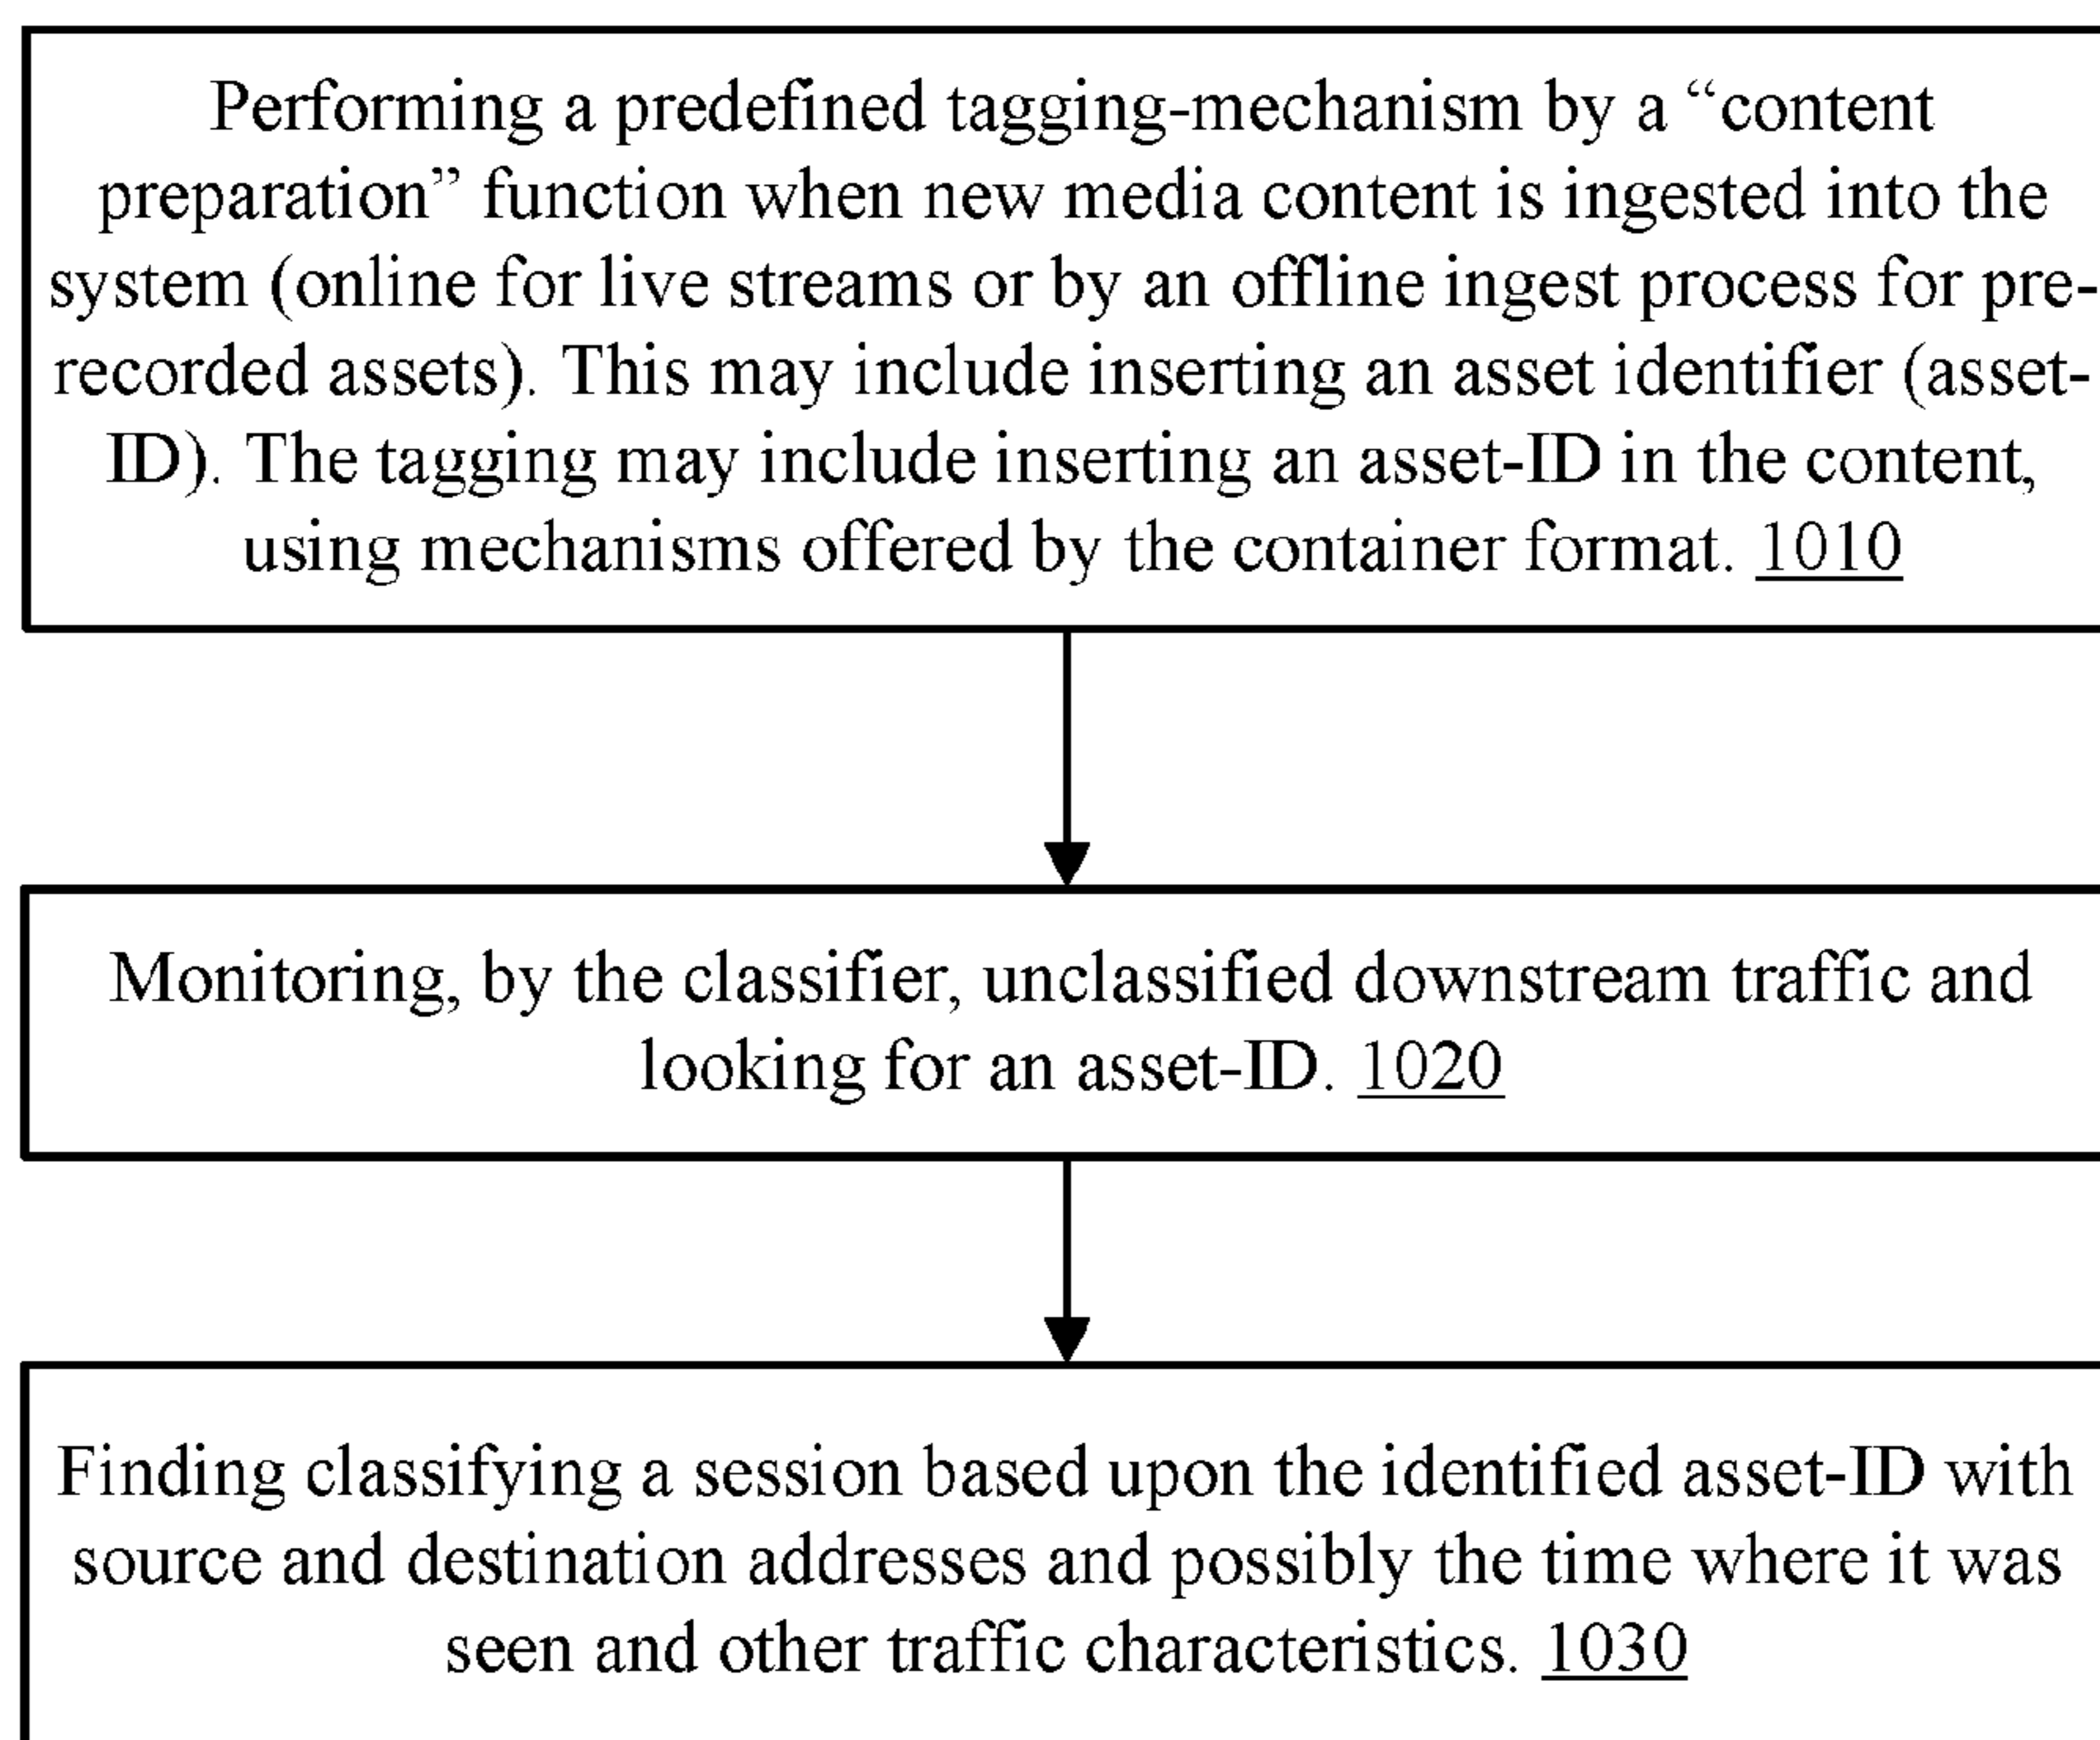 Performing a predefined tagging-mechanism by a “content
preparation” function when new media content is ingested into the
system (online for live streams or by an offline ingest process for pre-
recorded assets). This may include inserting an asset identifier (asset-
ID). The tagging may include inserting an asset-ID in the content,
using mechanisms offered by the container format. 1010
Monitoring, by the classifier, unclassified downstream traffic and
looking for an asset-ID. 1020
Finding classifying a session based upon the identified asset-ID with
source and destination addresses and possibly the time where it was
seen and other traffic characteristics. 1030